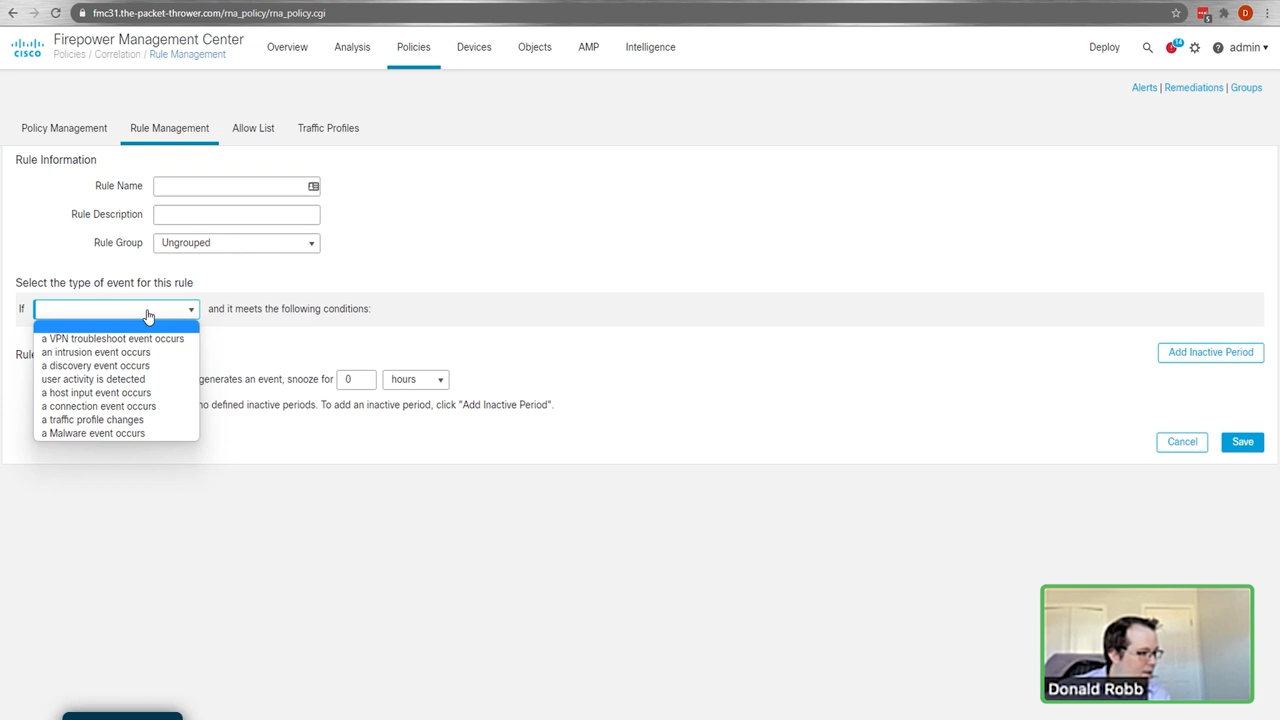 fmc31.the-packet-thrower.com/rna_policy/rna_policy.cgi
5
D
CISCO
Firepower Management Center
Policies / Correlation / Rule Management
Overview
Analysis
Policies
Devices
Objects
AMP
Intelligence
Deploy
14
admin
Alerts | Remediations | Groups
Policy Management
Rule Management
Allow List
Traffic Profiles
Rule Information
Rule Name
Rule Description
Rule Group
Ungrouped
Select the type of event for this rule
If
and it meets the following conditions:
a VPN troubleshoot event occurs
an intrusion event occurs
a discovery event occurs
user activity is detected
a host input event occurs
a connection event occurs
a traffic profile changes
a Malware event occurs
Add Inactive Period
generates an event, snooze for 0 hours
no defined inactive periods. To add an inactive period, click "Add Inactive Period".
Cancel
Save
Donald Robb